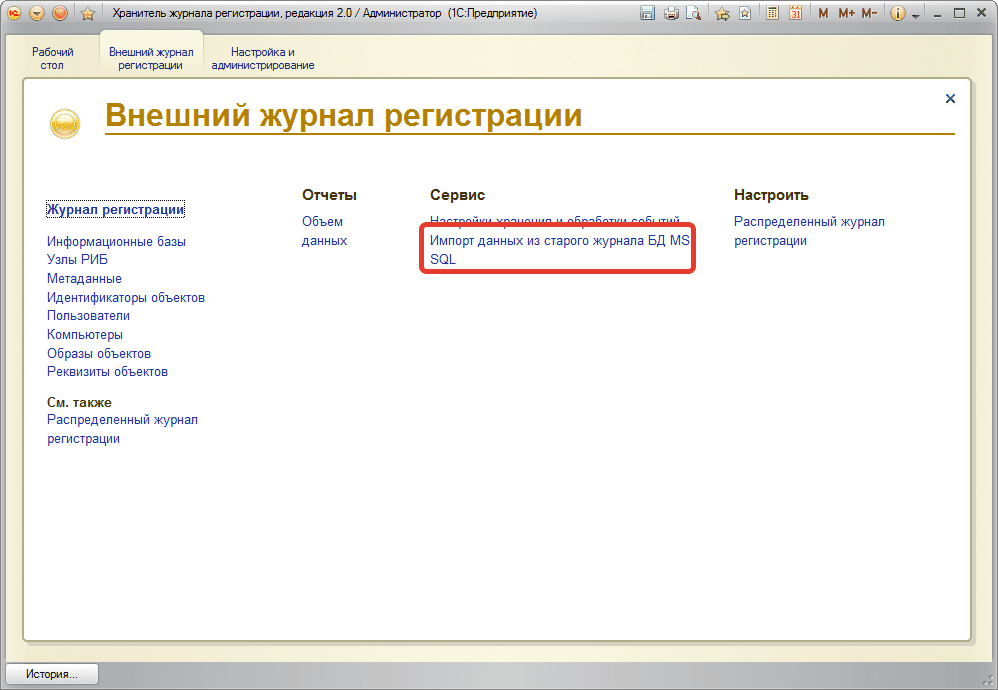 Хранитель журнала регистрации, редакция 2.0 / Администратор (1С:Предприятие)
31
M M+ M-
Рабочий
стол
Внешний журнал
регистрации
Настройка и
администрирование
Внешний журнал регистрации
Журнал регистрации
Информационные базы
Узлы РИБ
Метаданные
Идентификаторы объектов
Пользователи
Компьютеры
Образы объектов
Реквизиты объектов
См. также
Распределенный журнал
регистрации
Отчеты
Объем
данных
Сервис
Настройки хранения и обработки событий
Импорт данных из старого журнала БД MS
SQL
Настроить
Распределенный журнал
регистрации
История...